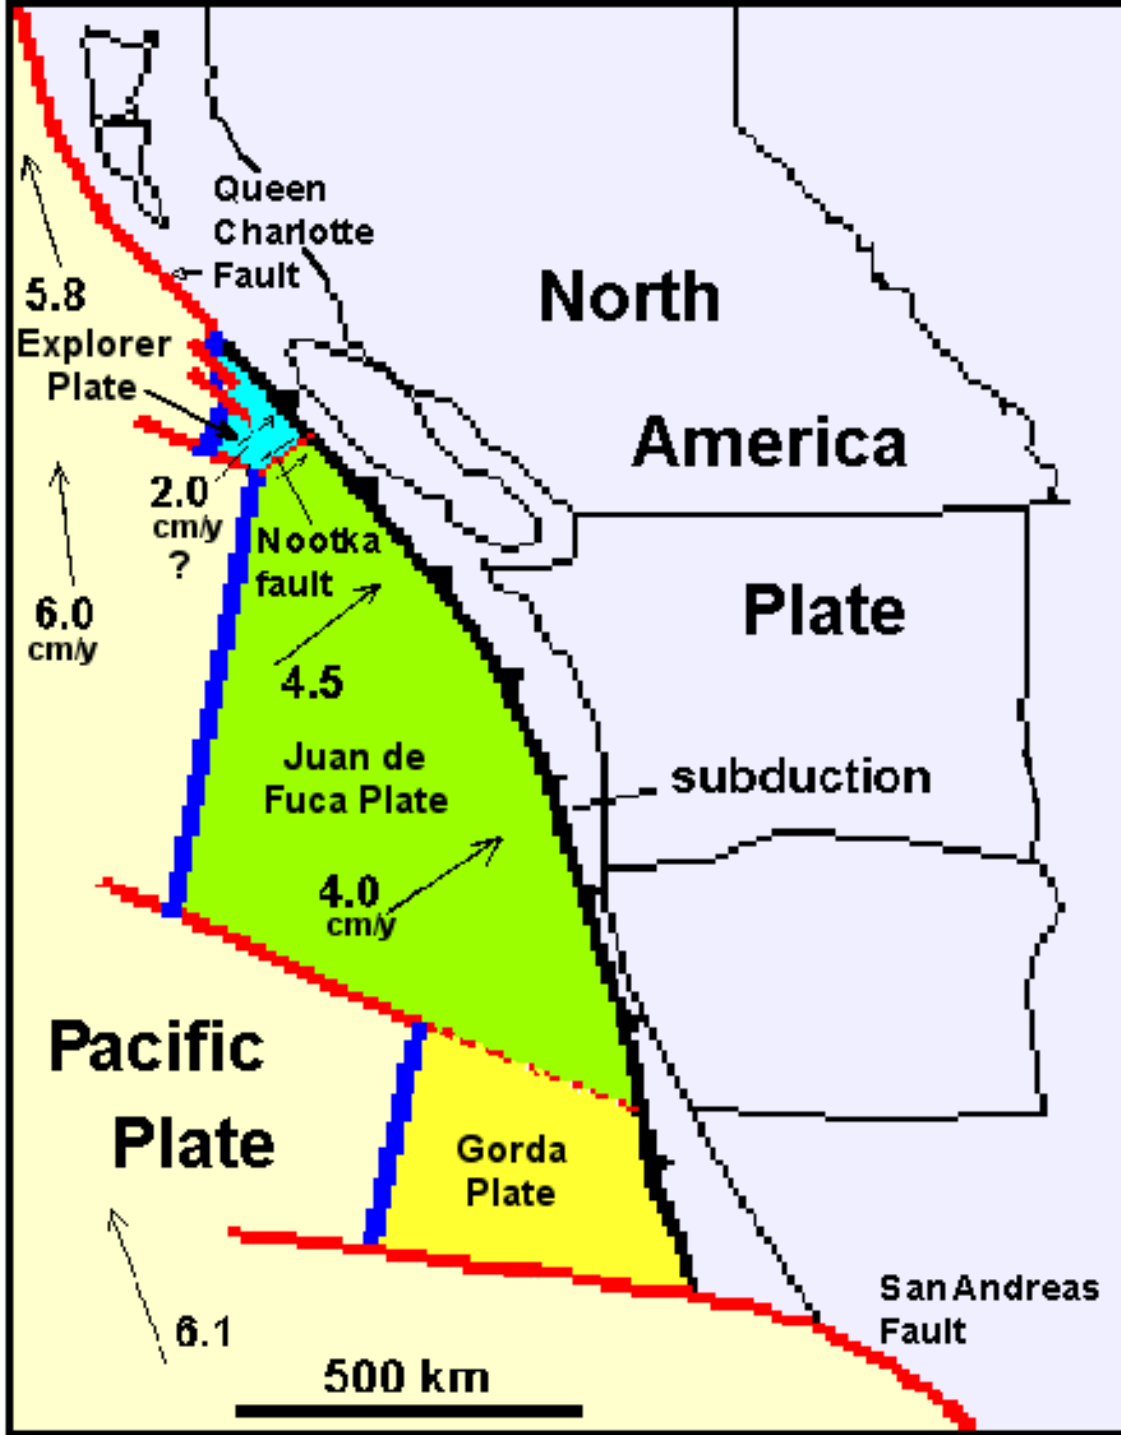 Queen
Charlotte
Fault
North
5.8
Explorer
Plate
America
2.0
cm/y
?
Nootka
fault
6.0
cm/y
Plate
4.5
Juan de
Fuca Plate
subduction
4.0
cm/y
Pacific
Plate
Gorda
Plate
San Andreas
Fault
6.1
500 km